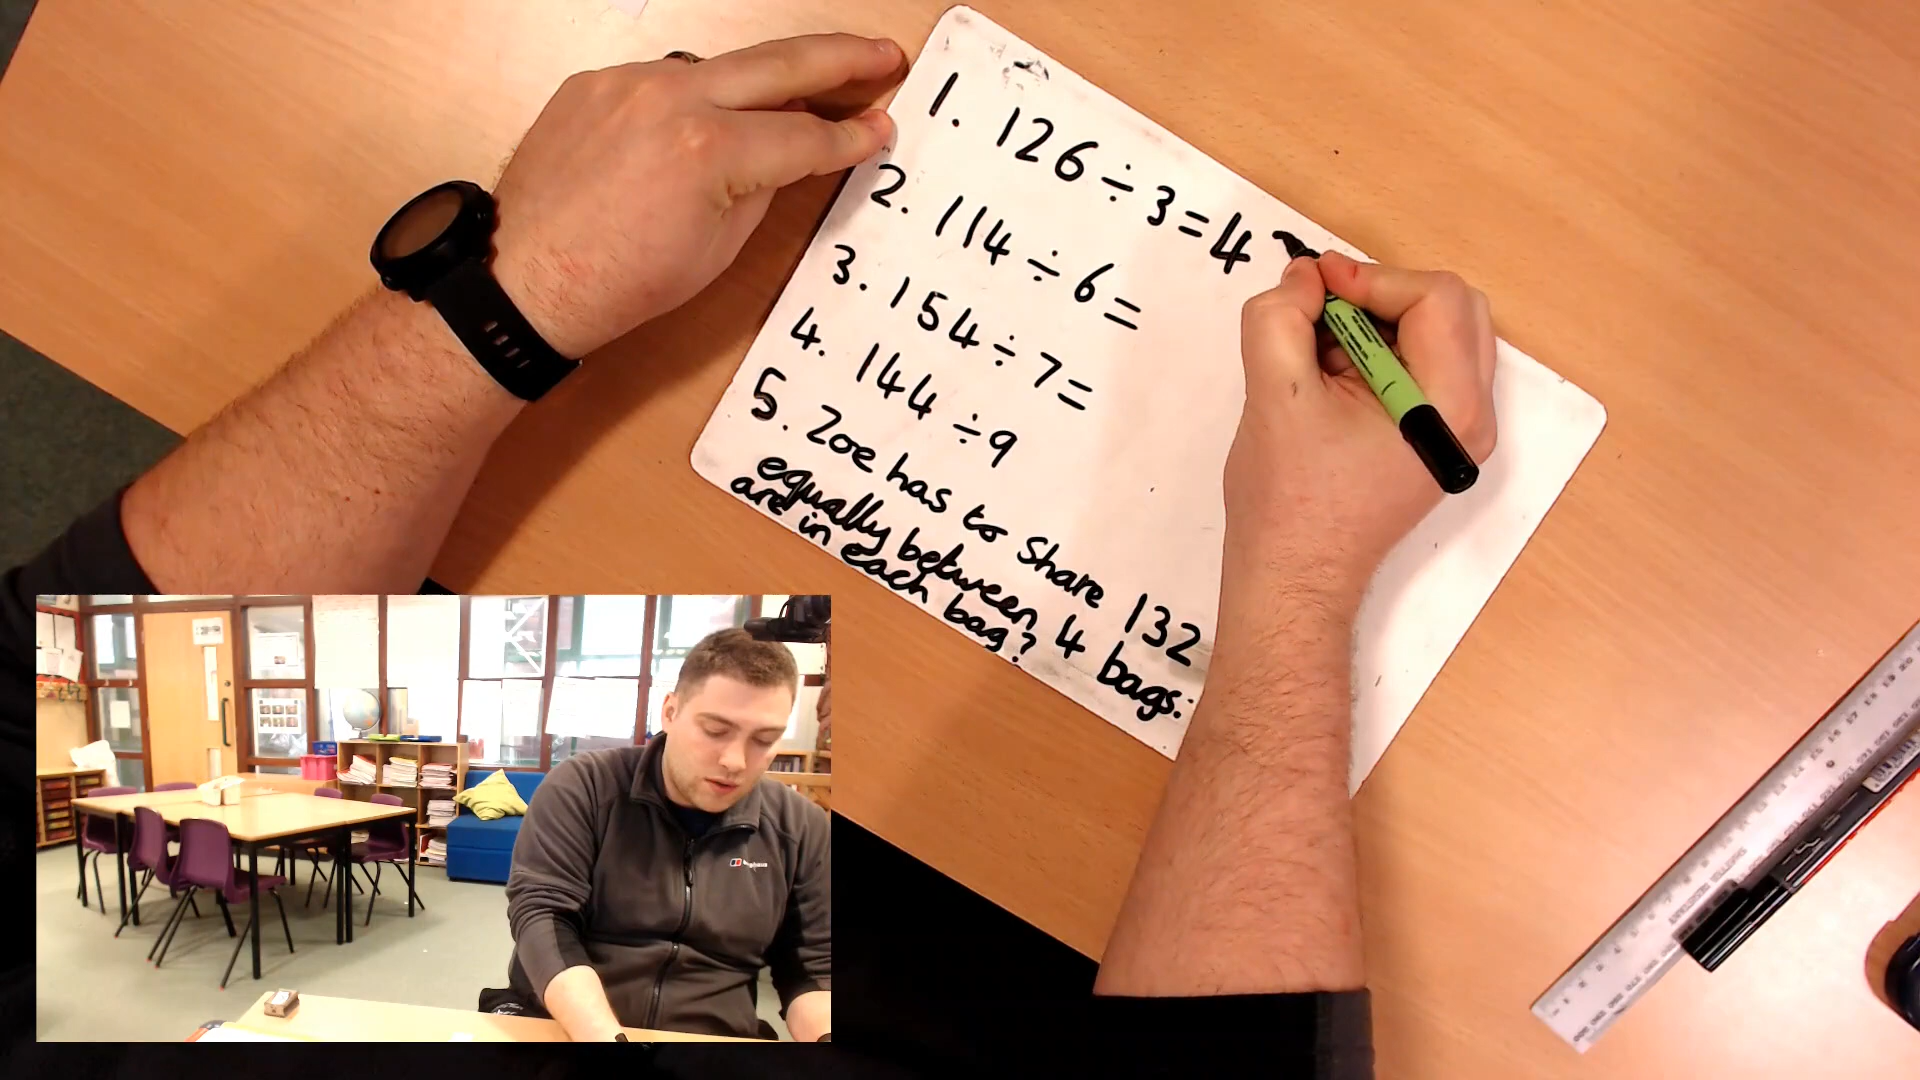 1. 126 ÷ 3 = 4
2. 114 ÷ 6 =
3. 154 ÷ 7 =
4. 144 ÷ 9
5. Zoe has to share 132
equally between 4 bags.
are in each bag?